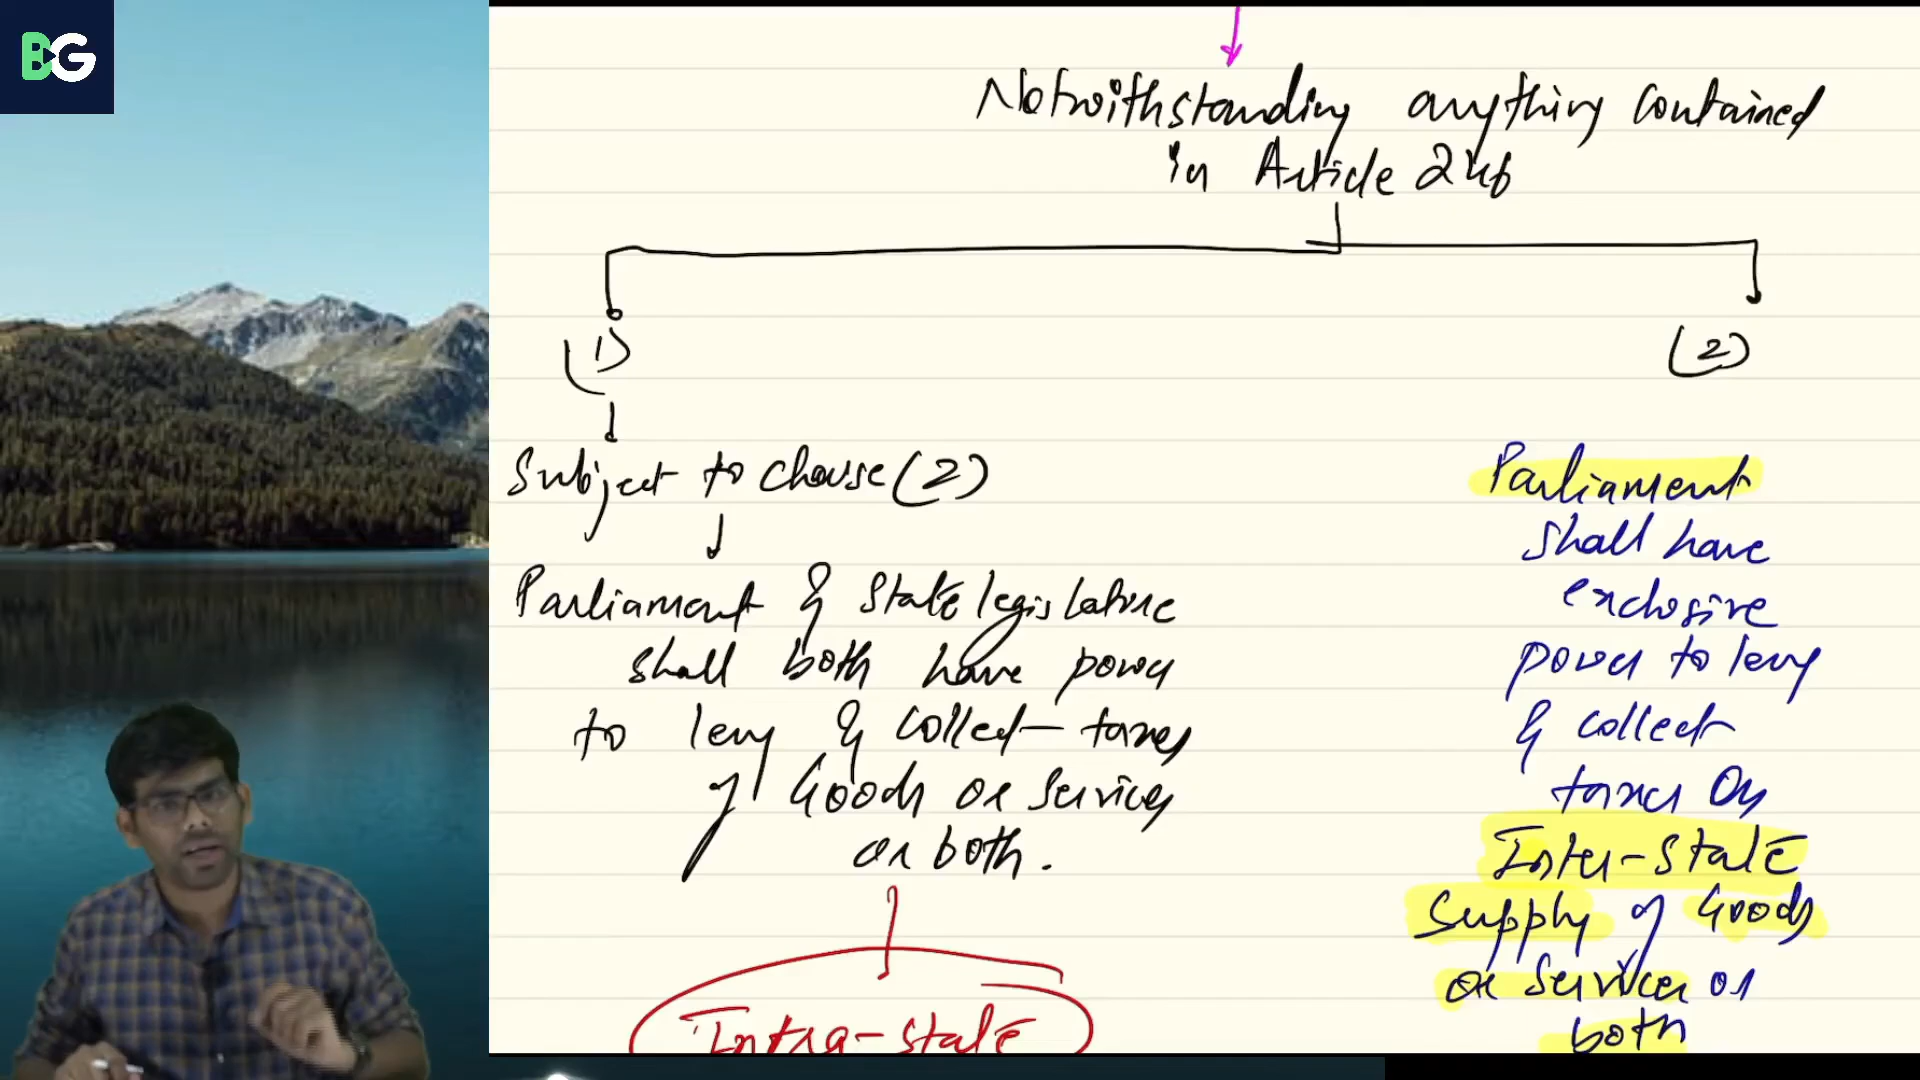 BG
Notwithstanding anything contained
in Article 246
(1)
(2)
Subject to clause (2)
Parliament & State legislature
shall both have power
to levy & collect taxes
of Goods or Services
or both.
Intra-state
Parliament
shall have
exclusive
power to levy
& collect
taxes on
Inter-State
Supply of Goods
or Services or
both